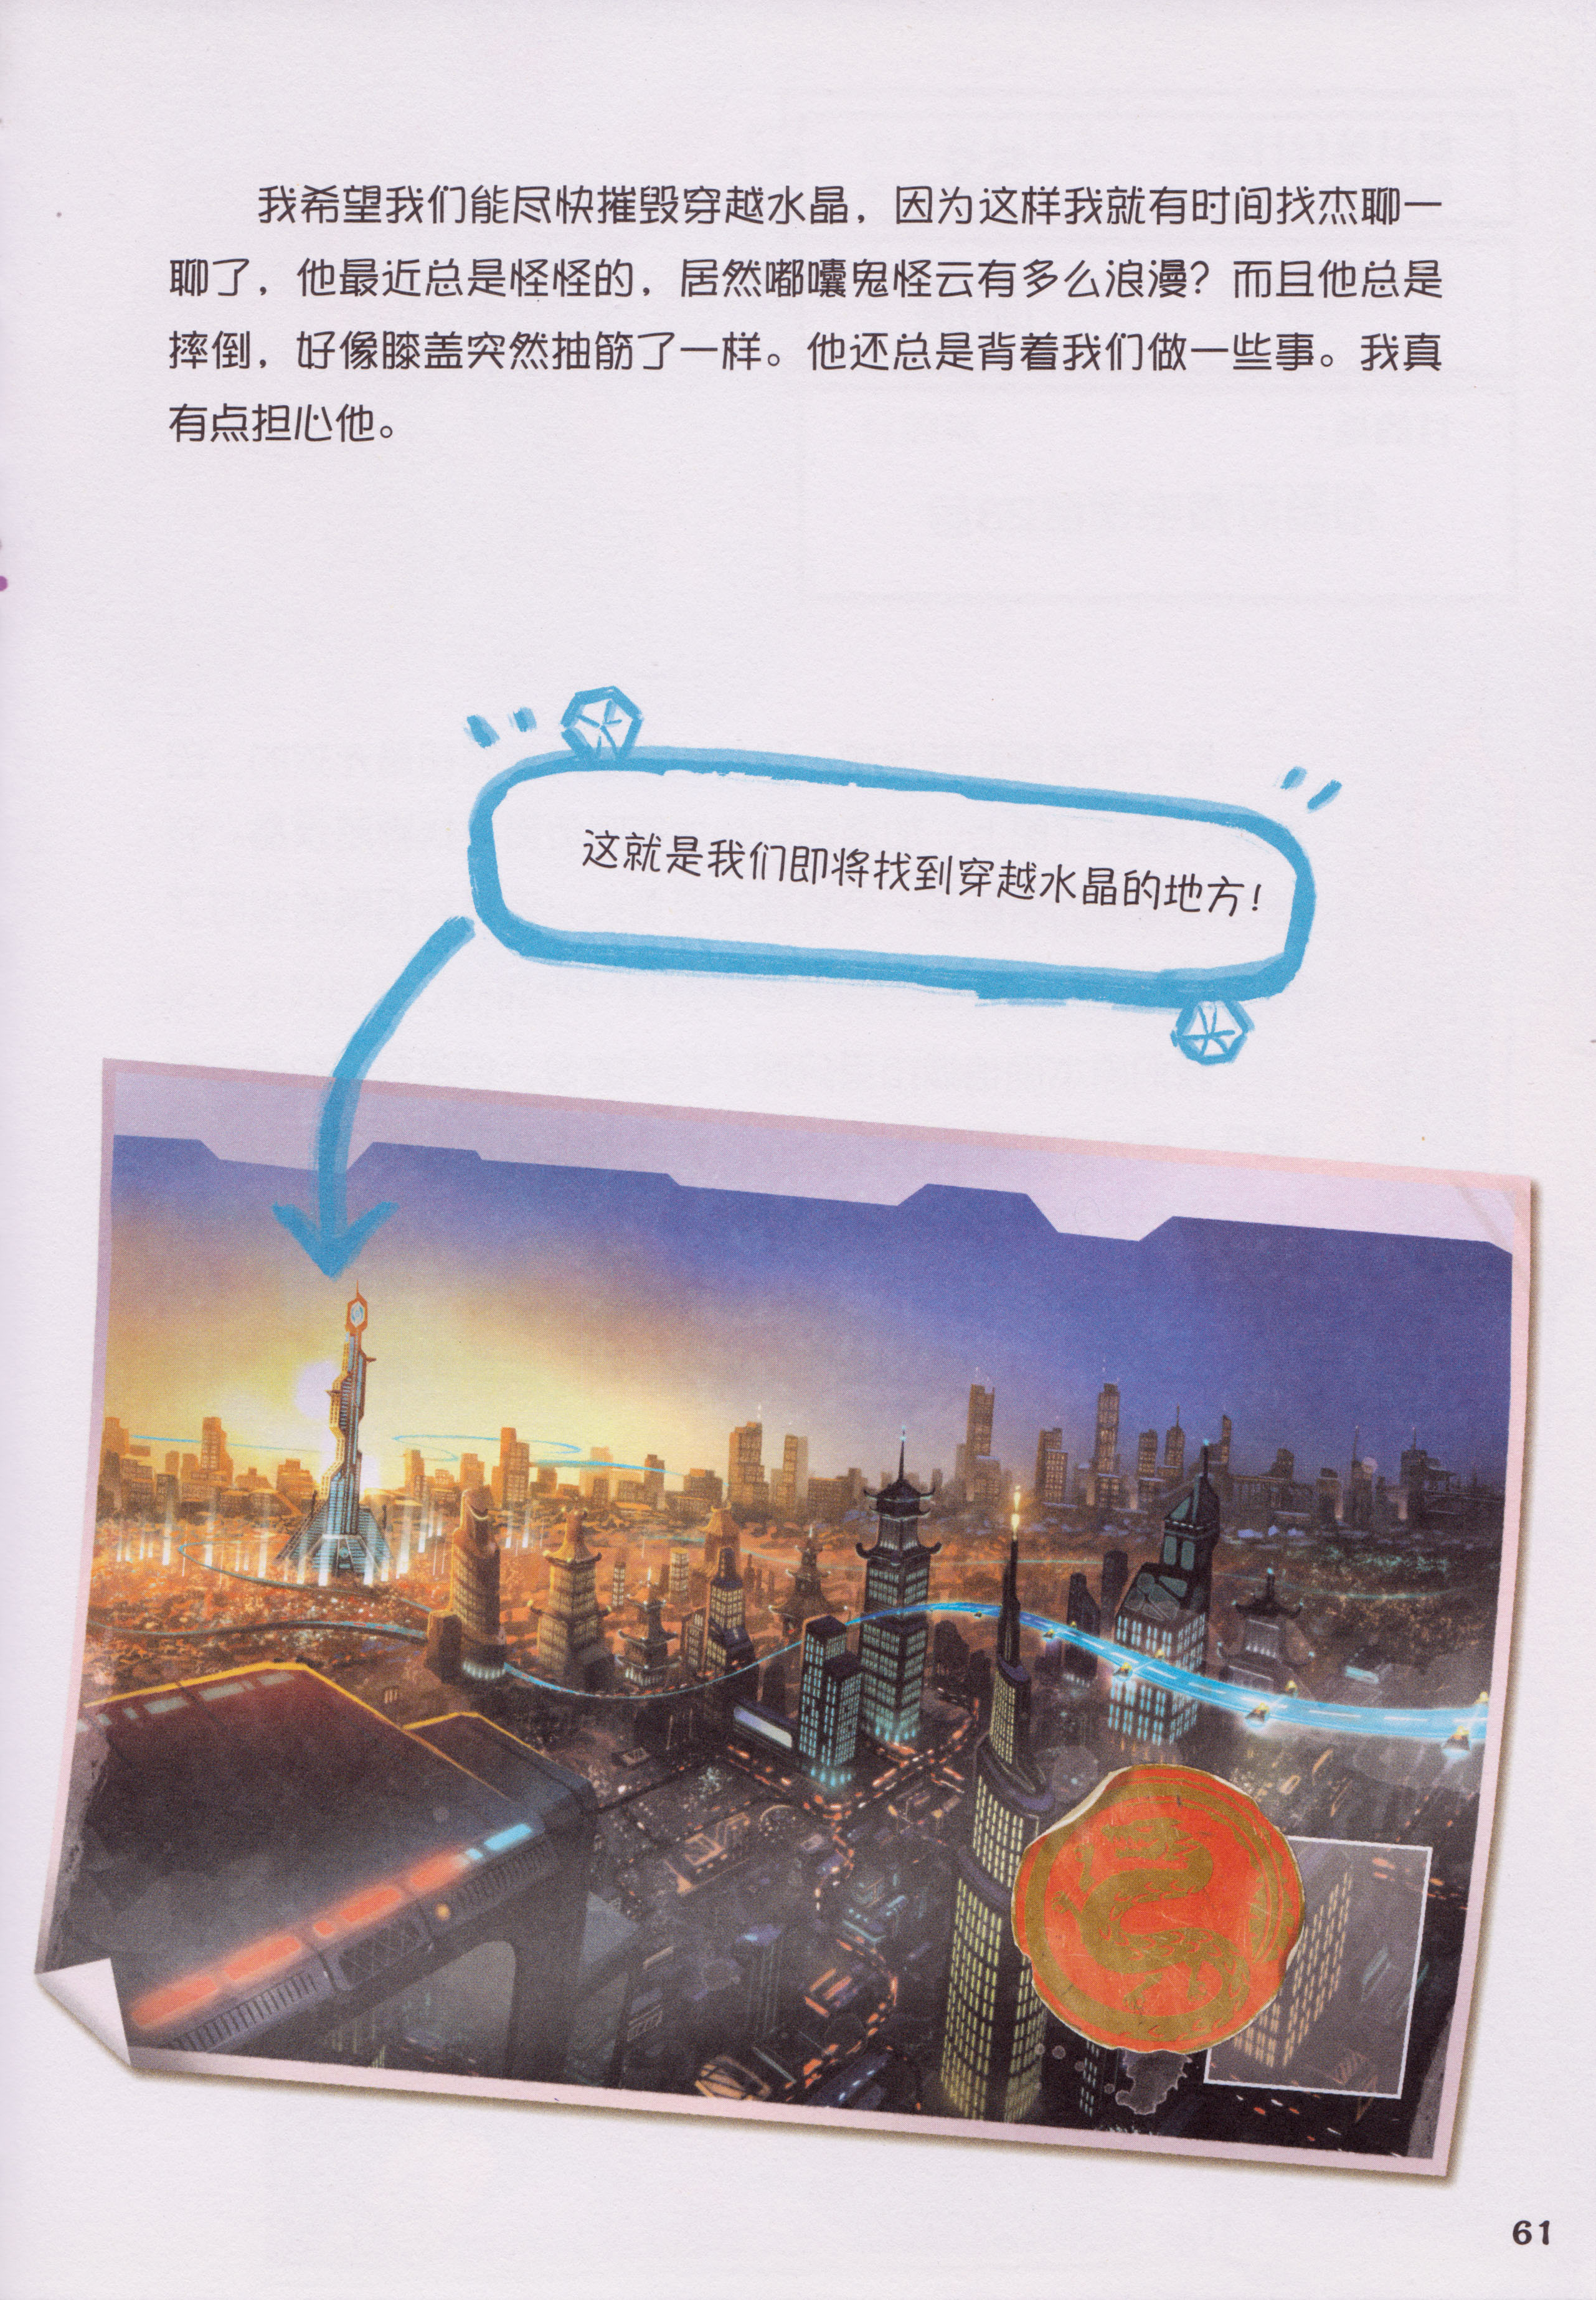 我希望我们能尽快摧毁穿越水晶，因为这样我就有时间找杰聊一
聊了，他最近总是怪怪的，居然嘟囔鬼怪云有多么浪漫？而且他总是
摔倒，好像膝盖突然抽筋了一样。他还总是背着我们做一些事。我真
有点担心他。
这就是我们即将找到穿越水晶的地方！
61